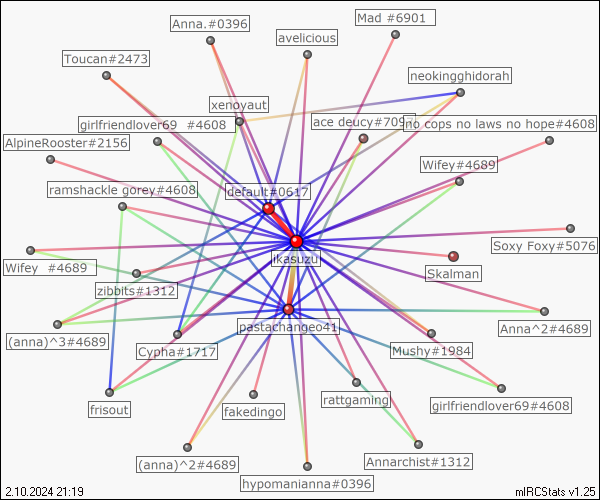 Anna.#0396
Mad #6901
avelicious
Toucan#2473
neokingghidorah
xenoyaut
girlfriendlover69 #4608
ace deucy#709
no cops no laws no hope#4608
AlpineRooster#2156
Wifey#4689
ramshackle gorey#4608
default#0617
Soxy Foxy#5076
ikasuzu
Wifey #4689
Skalman
zibbits#1312
pastachangeo41
Anna^2#4689
(anna)^3#4689
Cypha#1717
Mushy#1984
frisout
fakedingo
rattgaming
girlfriendlover69#4608
(anna)^2#4689
Annarchist#1312
hypomanianna#0396
2.10.2024 21:19
mIRCStats v1.25